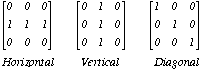 0 0 0 0 1 0 1 0 0
1 1 1 0 1 0 0 1 0
0 0 0 0 1 0 0 0 1
Horizontal Vertical Diagonal